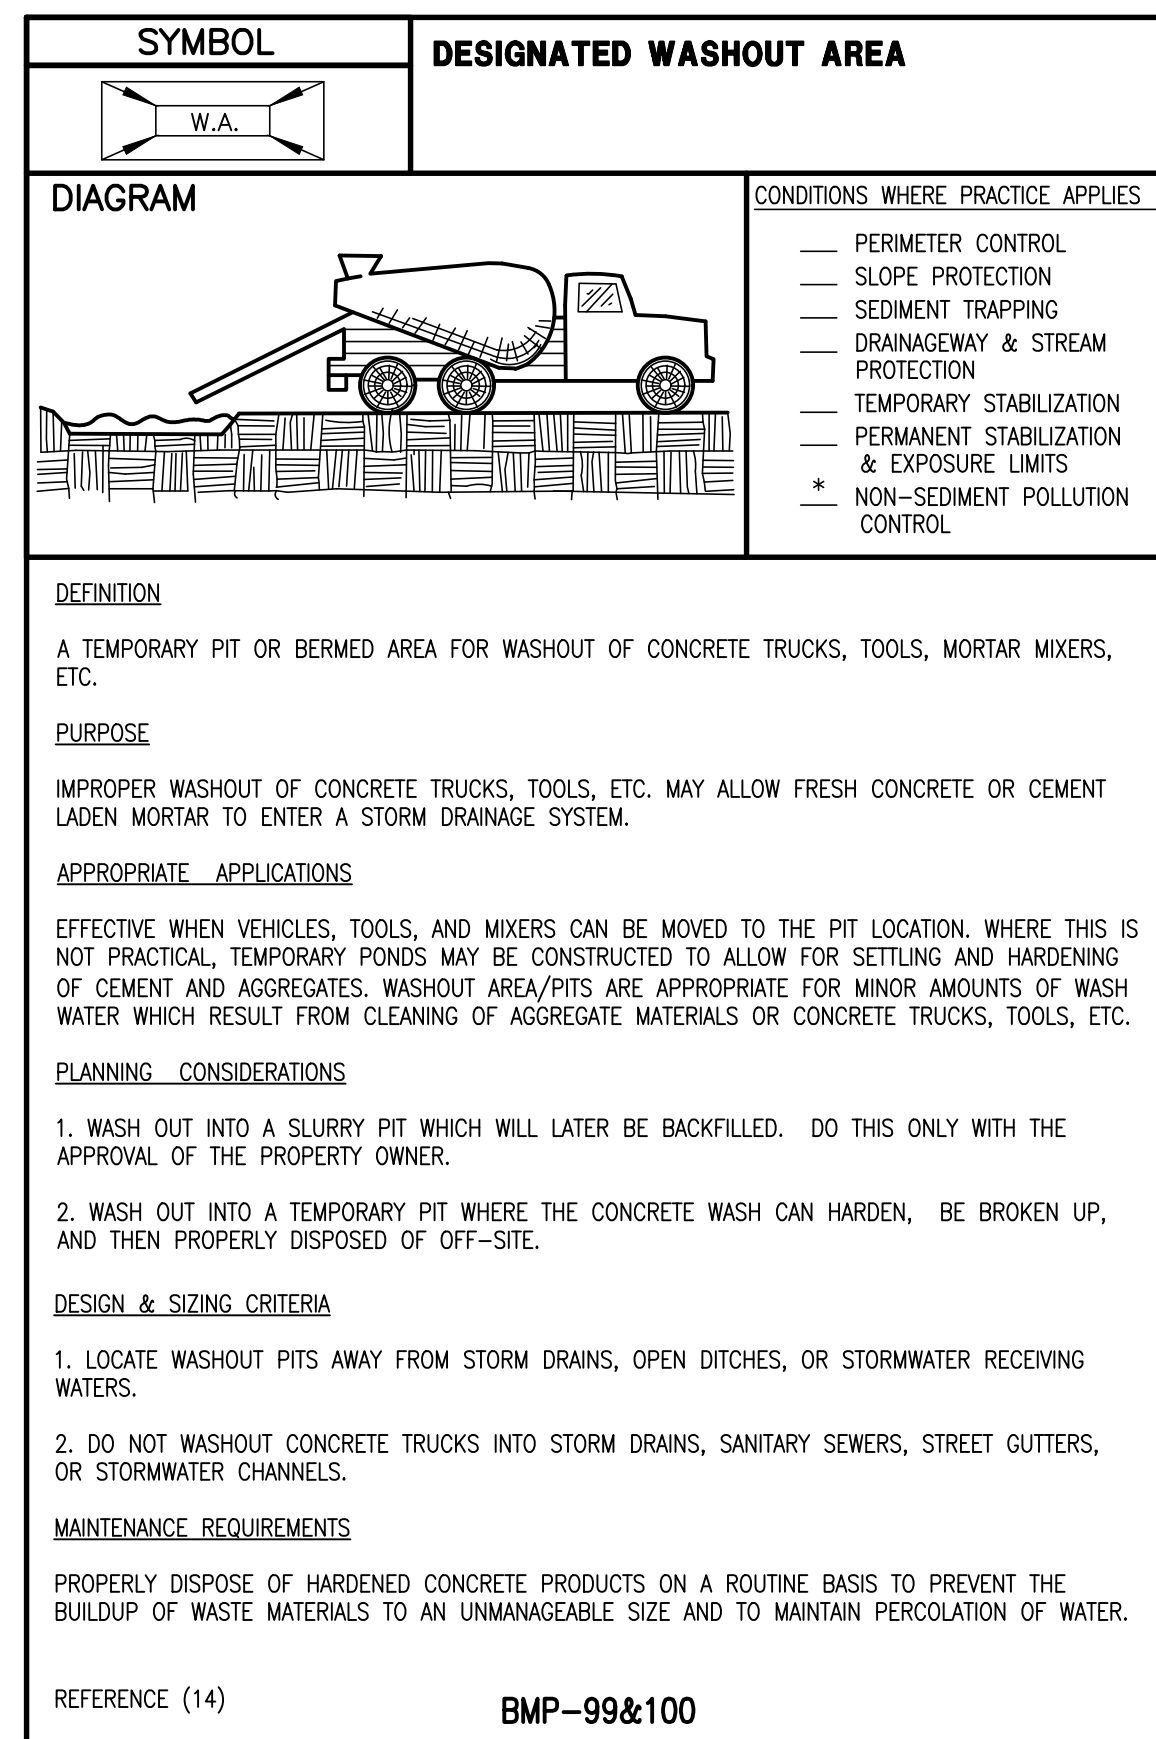 SYMBOL
W.A.
DESIGNATED WASHOUT AREA
DIAGRAM
CONDITIONS WHERE PRACTICE APPLIES
___ PERIMETER CONTROL
___ SLOPE PROTECTION
___ SEDIMENT TRAPPING
___ DRAINAGEWAY & STREAM
PROTECTION
___ TEMPORARY STABILIZATION
___ PERMANENT STABILIZATION
& EXPOSURE LIMITS
_*_ NON-SEDIMENT POLLUTION
CONTROL
DEFINITION
A TEMPORARY PIT OR BERMED AREA FOR WASHOUT OF CONCRETE TRUCKS, TOOLS, MORTAR MIXERS,
ETC.
PURPOSE
IMPROPER WASHOUT OF CONCRETE TRUCKS, TOOLS, ETC. MAY ALLOW FRESH CONCRETE OR CEMENT
LADEN MORTAR TO ENTER A STORM DRAINAGE SYSTEM.
APPROPRIATE APPLICATIONS
EFFECTIVE WHEN VEHICLES, TOOLS, AND MIXERS CAN BE MOVED TO THE PIT LOCATION. WHERE THIS IS
NOT PRACTICAL, TEMPORARY PONDS MAY BE CONSTRUCTED TO ALLOW FOR SETTLING AND HARDENING
OF CEMENT AND AGGREGATES. WASHOUT AREA/PITS ARE APPROPRIATE FOR MINOR AMOUNTS OF WASH
WATER WHICH RESULT FROM CLEANING OF AGGREGATE MATERIALS OR CONCRETE TRUCKS, TOOLS, ETC.
PLANNING CONSIDERATIONS
1. WASH OUT INTO A SLURRY PIT WHICH WILL LATER BE BACKFILLED. DO THIS ONLY WITH THE
APPROVAL OF THE PROPERTY OWNER.
2. WASH OUT INTO A TEMPORARY PIT WHERE THE CONCRETE WASH CAN HARDEN, BE BROKEN UP,
AND THEN PROPERLY DISPOSED OF OFF-SITE.
DESIGN & SIZING CRITERIA
1. LOCATE WASHOUT PITS AWAY FROM STORM DRAINS, OPEN DITCHES, OR STORMWATER RECEIVING
WATERS.
2. DO NOT WASHOUT CONCRETE TRUCKS INTO STORM DRAINS, SANITARY SEWERS, STREET GUTTERS,
OR STORMWATER CHANNELS.
MAINTENANCE REQUIREMENTS
PROPERLY DISPOSE OF HARDENED CONCRETE PRODUCTS ON A ROUTINE BASIS TO PREVENT THE
BUILDUP OF WASTE MATERIALS TO AN UNMANAGEABLE SIZE AND TO MAINTAIN PERCOLATION OF WATER.
REFERENCE (14)
BMP-99&100